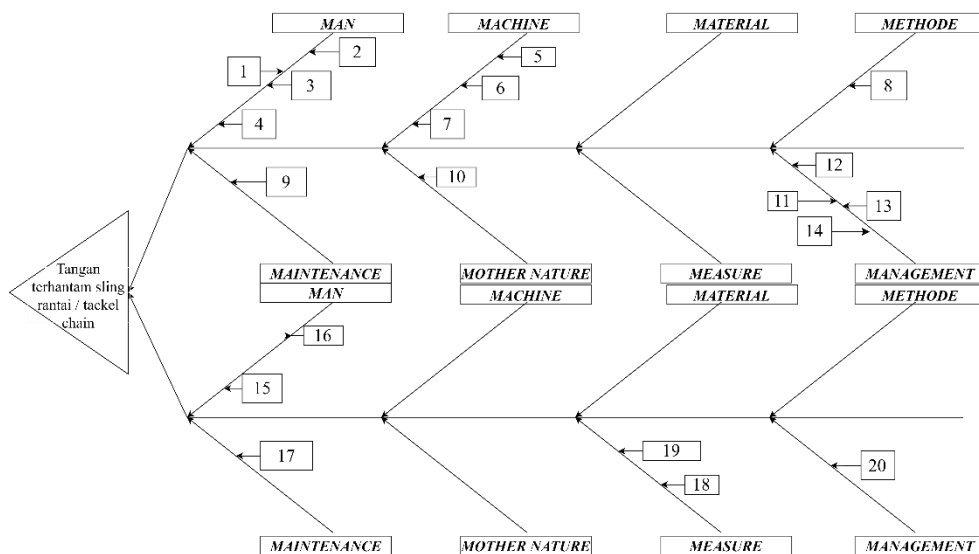 MAN
MACHINE
MATERIAL
METHODE
2
1
3
4
5
6
7
8
9
10
12
11
13
14
Tangan
terhantam sling
rantai / tackel
chain
MAINTENANCE
MOTHER NATURE
MEASURE
MANAGEMENT
MAN
MACHINE
MATERIAL
METHODE
16
15
17
19
18
20
MAINTENANCE
MOTHER NATURE
MEASURE
MANAGEMENT